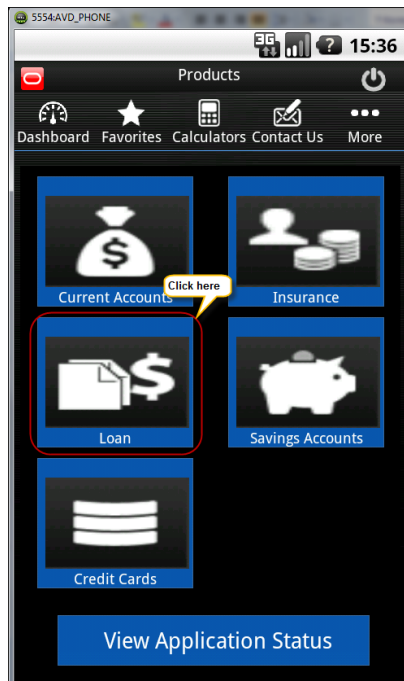 5554:AVD_PHONE
3G ? 15:36
Products
Dashboard Favorites Calculators Contact Us More
Click here
Current Accounts Insurance
Loan Savings Accounts
Credit Cards
View Application Status